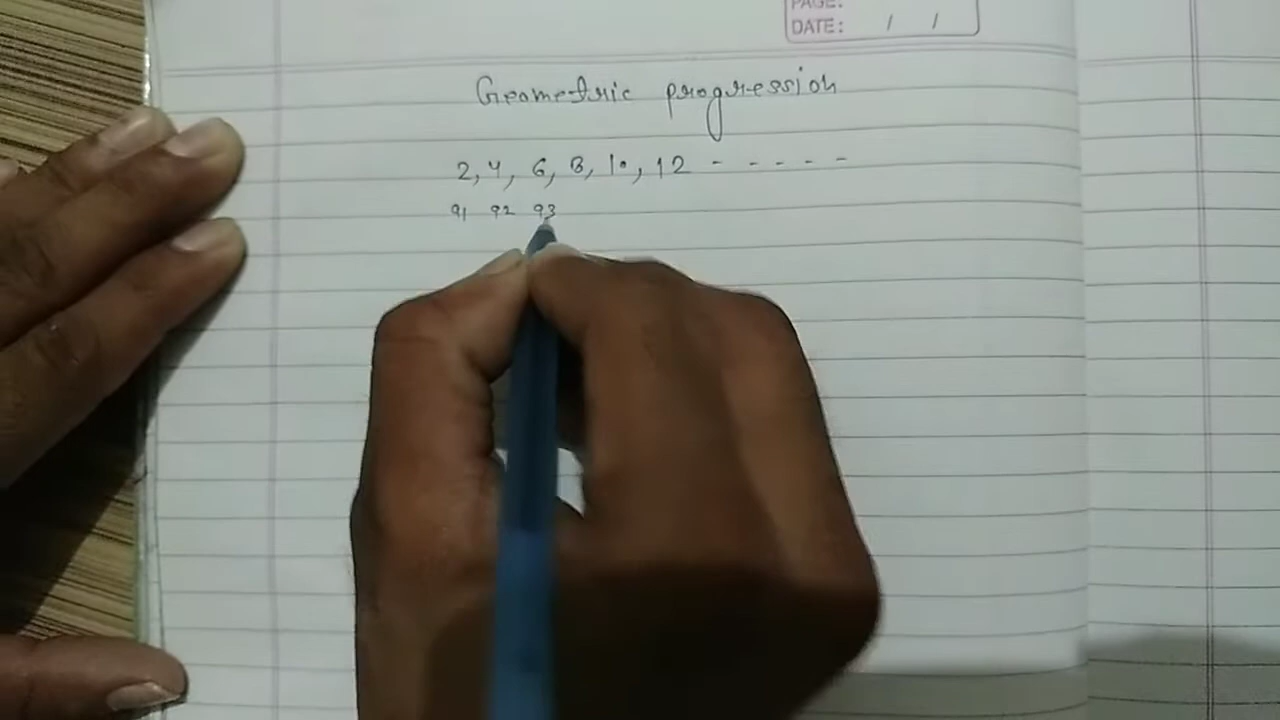 PAGE:
DATE: / /
Geometric progression
2, 4, 6, 8, 10, 12 - - - - -
a1 a2 a3